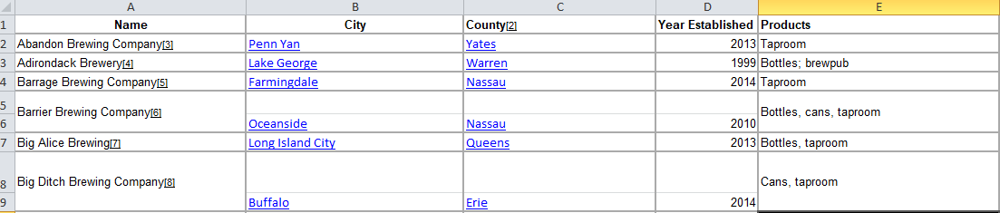 A B C D E
1 Name City County[2] Year Established Products
2 Abandon Brewing Company[3] Penn Yan Yates 2013 Taproom
3 Adirondack Brewery[4] Lake George Warren 1999 Bottles; brewpub
4 Barrage Brewing Company[5] Farmingdale Nassau 2014 Taproom
5 Barrier Brewing Company[6] Bottles, cans, taproom
6 Oceanside Nassau 2010
7 Big Alice Brewing[7] Long Island City Queens 2013 Bottles, taproom
8 Big Ditch Brewing Company[8] Cans, taproom
9 Buffalo Erie 2014